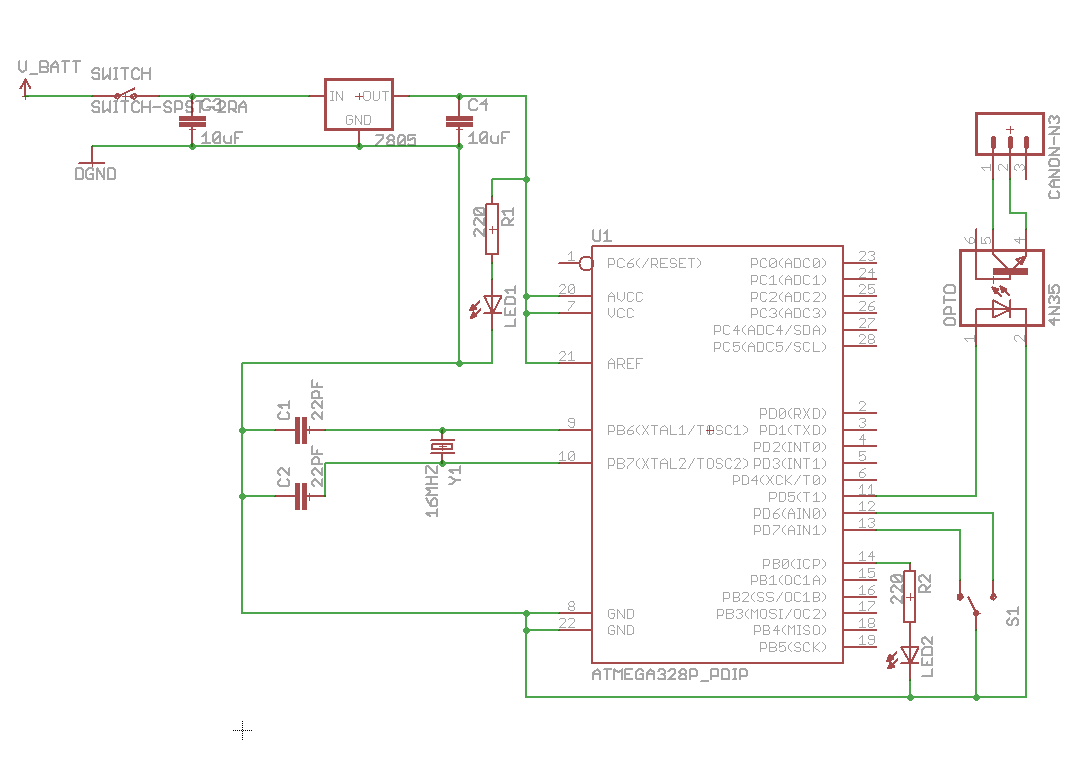 V_BATT
SWITCH
SWITCH-SPST-2RA
C3
10uF
IN
OUT
GND
7805
C4
10uF
DGND
220
R1
LED1
C1
22PF
C2
22PF
16MHZ
Y1
U1
1
PC6(/RESET)
20
AVCC
7
VCC
21
AREF
9
PB6(XTAL1/TOSC1)
10
PB7(XTAL2/TOSC2)
8
GND
22
GND
PC0(ADC0)
23
PC1(ADC1)
24
PC2(ADC2)
25
PC3(ADC3)
26
PC4(ADC4/SDA)
27
PC5(ADC5/SCL)
28
PD0(RXD)
2
PD1(TXD)
3
PD2(INT0)
4
PD3(INT1)
5
PD4(XCK/T0)
6
PD5(T1)
11
PD6(AIN0)
12
PD7(AIN1)
13
PB0(ICP)
14
PB1(OC1A)
15
PB2(SS/OC1B)
16
PB3(MOSI/OC2)
17
PB4(MISO)
18
PB5(SCK)
19
ATMEGA328P_PDIP
CANON-N3
1
2
3
6
5
4
OPTO
4N35
1
2
220
R2
LED2
S1